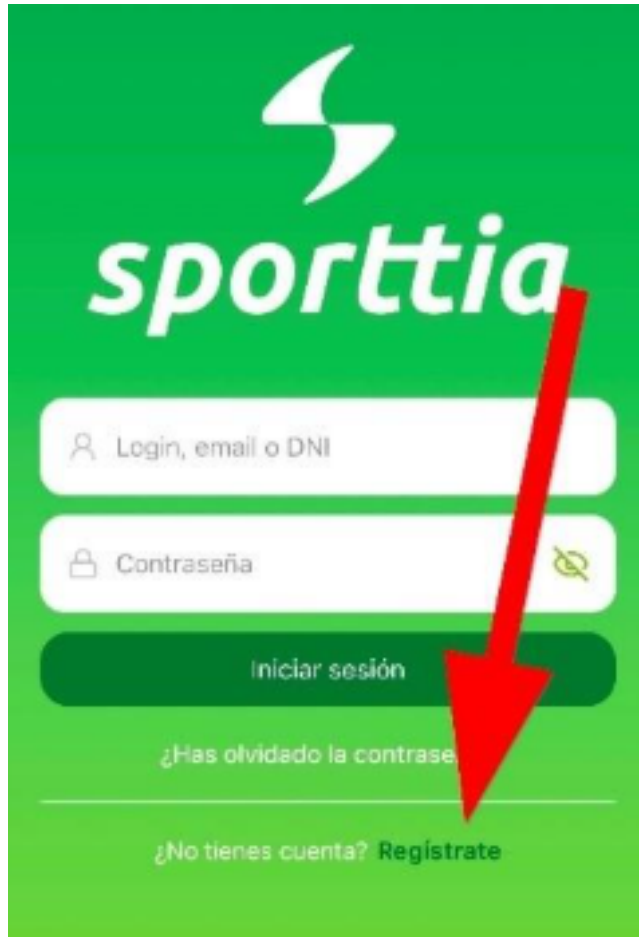 sporttia
Login, email o DNI
Contraseña
Iniciar sesión
¿Has olvidado la contrase
¿No tienes cuenta? Regístrate